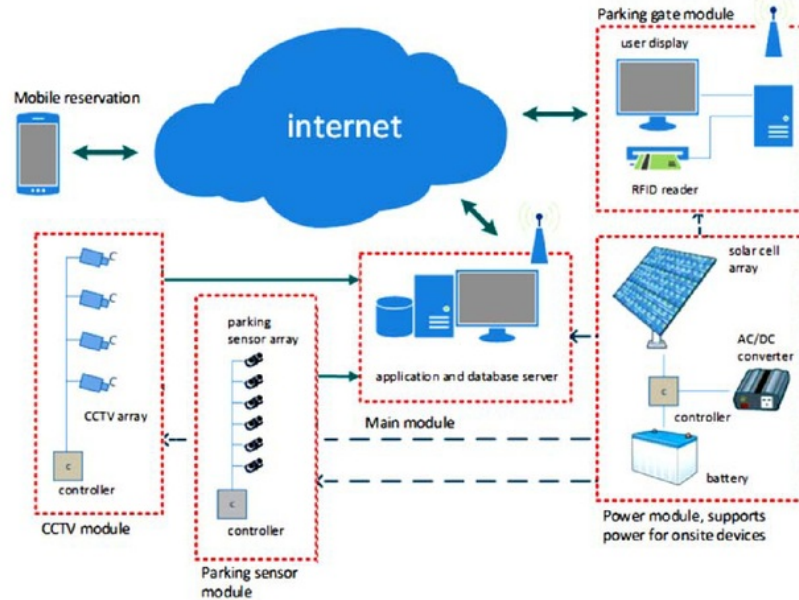 Parking gate module
user display
Mobile reservation
internet
RFID reader
solar cell
array
parking
sensor array
AC/DC
converter
application and database server
CCTV array
Main module
C
controller
battery
C
controller
C
controller
CCTV module
Parking sensor
module
Power module, supports
power for onsite devices
C
C
C
C